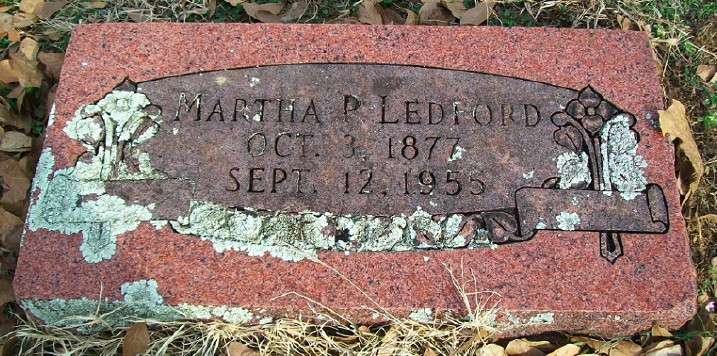 MARTHA P. LEDFORD
OCT. 3, 1877
SEPT. 12, 1955